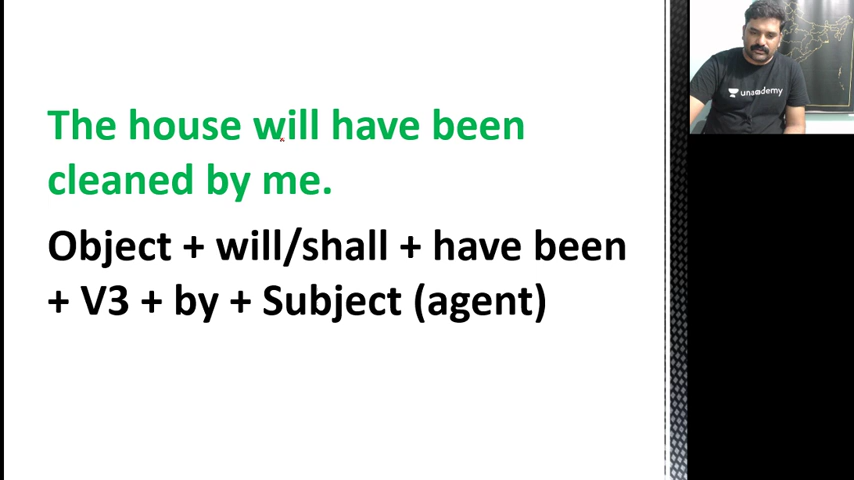 The house will have been
cleaned by me.
Object + will/shall + have been
+ V3 + by + Subject (agent)
unacademy